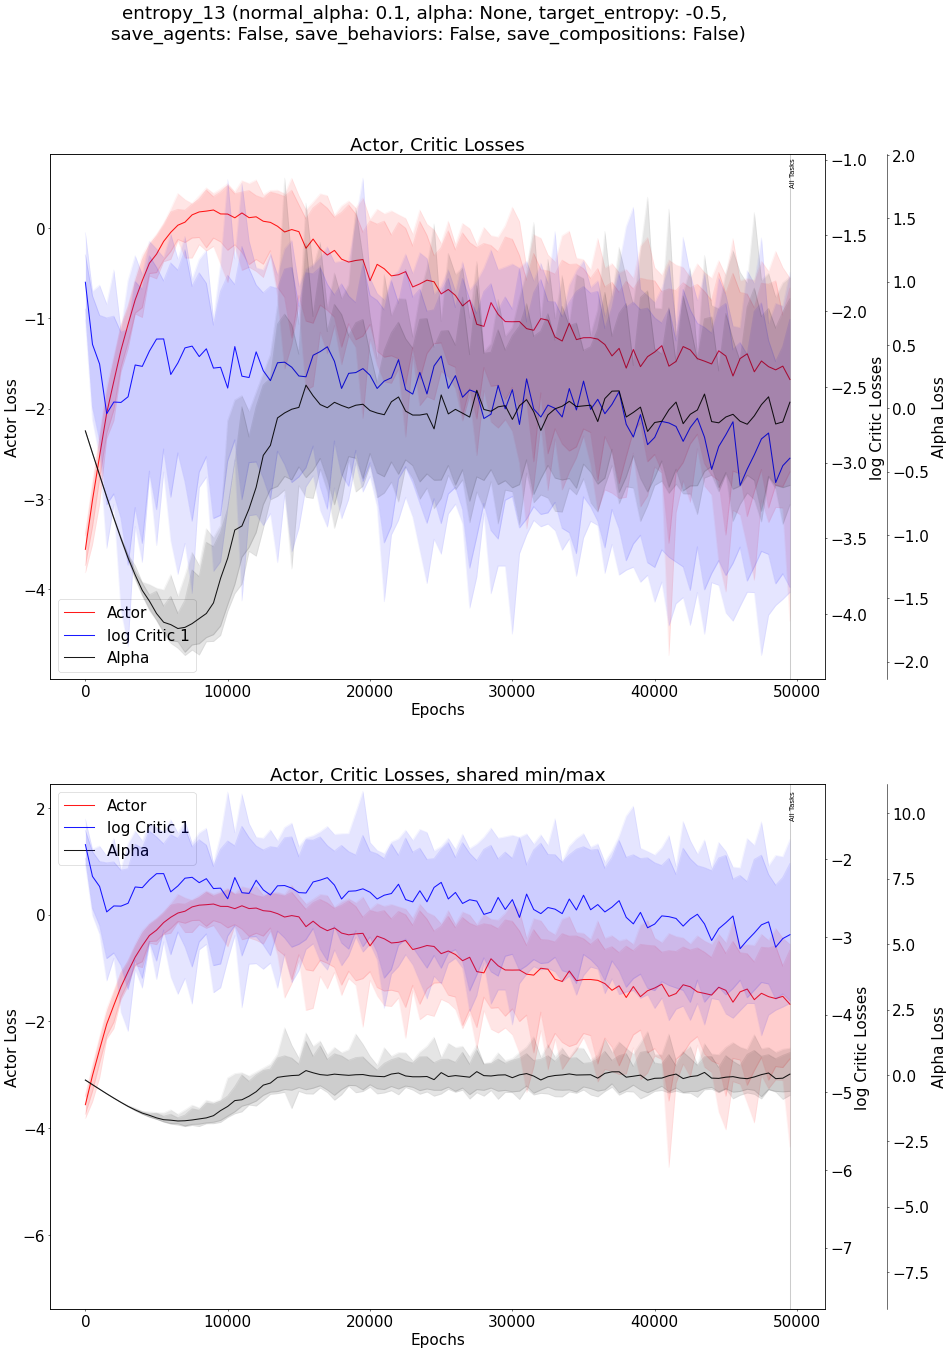 entropy_13 (normal_alpha: 0.1, alpha: None, target_entropy: -0.5,
save_agents: False, save_behaviors: False, save_compositions: False)
Actor, Critic Losses
All Tasks
0
−1
−2
−3
−4
Actor Loss
−1.0
−1.5
−2.0
−2.5
−3.0
−3.5
−4.0
log Critic Losses
2.0
1.5
1.0
0.5
0.0
−0.5
−1.0
−1.5
−2.0
Alpha Loss
Actor
log Critic 1
Alpha
0
10000
20000
30000
40000
50000
Epochs
Actor, Critic Losses, shared min/max
All Tasks
Actor
log Critic 1
Alpha
2
0
−2
−4
−6
Actor Loss
−2
−3
−4
−5
−6
−7
log Critic Losses
10.0
7.5
5.0
2.5
0.0
−2.5
−5.0
−7.5
Alpha Loss
0
10000
20000
30000
40000
50000
Epochs